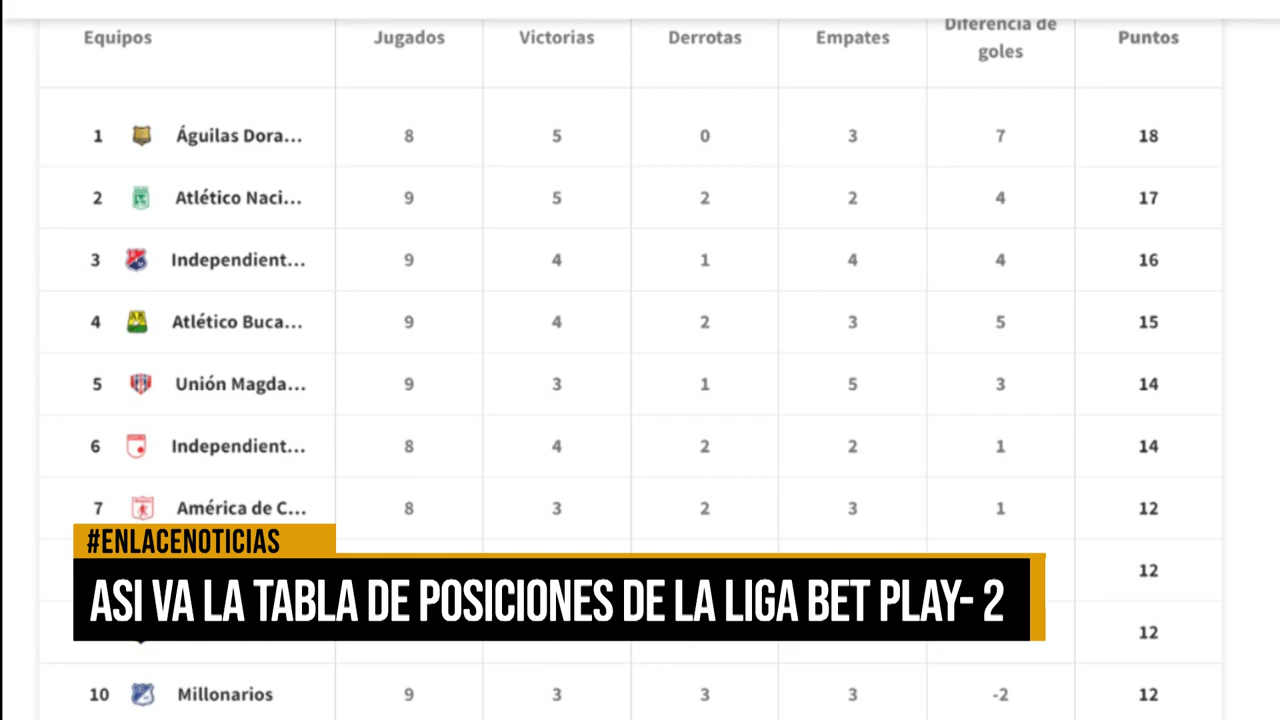 Equipos Jugados Victorias Derrotas Empates Diferencia de goles Puntos
1 Águilas Dora... 8 5 0 3 7 18
2 Atlético Naci... 9 5 2 2 4 17
3 Independient... 9 4 1 4 4 16
4 Atlético Buca... 9 4 2 3 5 15
5 Unión Magda... 9 3 1 5 3 14
6 Independient... 8 4 2 2 1 14
7 América de C... 8 3 2 3 1 12
12
12
10 Millonarios 9 3 3 3 -2 12
#ENLACENOTICIAS
ASI VA LA TABLA DE POSICIONES DE LA LIGA BET PLAY- 2